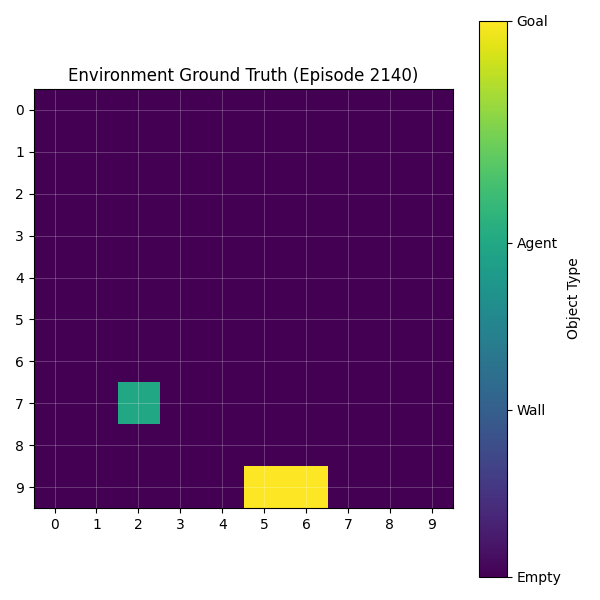 Environment Ground Truth (Episode 2140)
0
1
2
3
4
5
6
7
8
9
0 1 2 3 4 5 6 7 8 9
Goal
Agent
Wall
Empty
Object Type